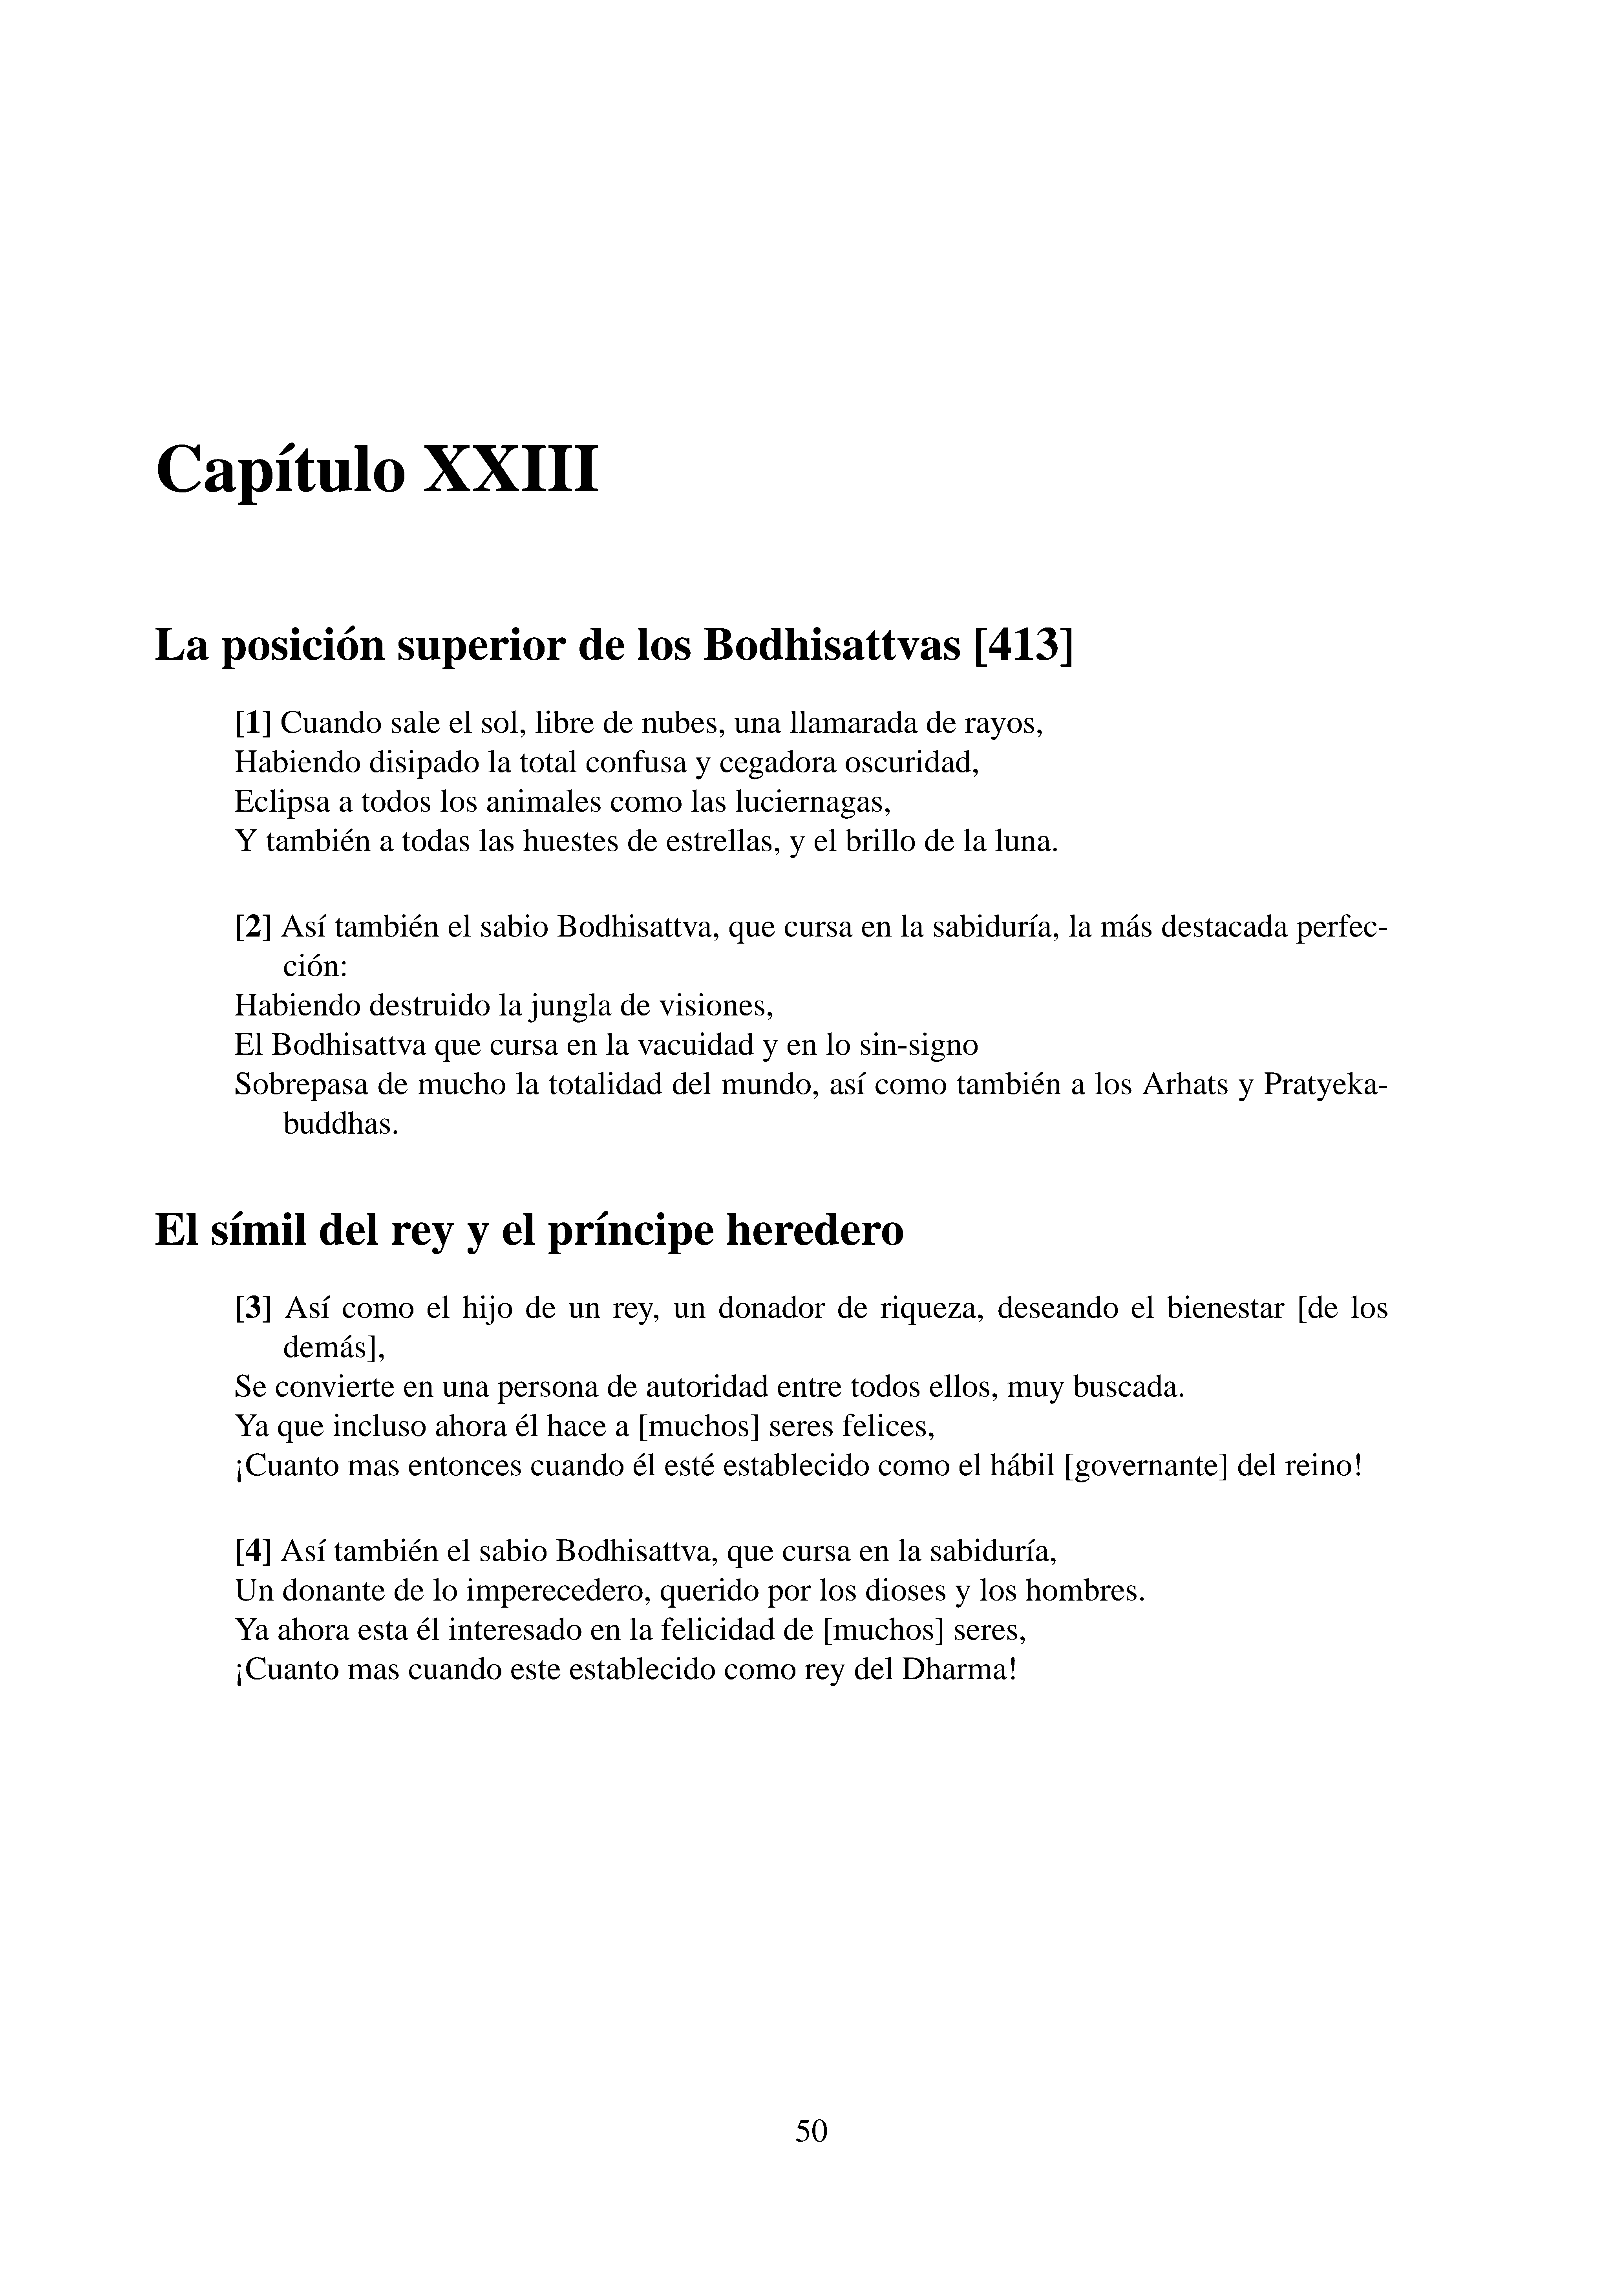 Capítulo XXIII
La posición superior de los Bodhisattvas [413]
[1] Cuando sale el sol, libre de nubes, una llamarada de rayos,
Habiendo disipado la total confusa y cegadora oscuridad,
Eclipsa a todos los animales como las luciernagas,
Y también a todas las huestes de estrellas, y el brillo de la luna.
[2] Así también el sabio Bodhisattva, que cursa en la sabiduría, la más destacada perfec-
ción:
Habiendo destruido la jungla de visiones,
El Bodhisattva que cursa en la vacuidad y en lo sin-signo
Sobrepasa de mucho la totalidad del mundo, así como también a los Arhats y Pratyeka-
buddhas.
El símil del rey y el príncipe heredero
[3] Así como el hijo de un rey, un donador de riqueza, deseando el bienestar [de los
demás],
Se convierte en una persona de autoridad entre todos ellos, muy buscada.
Ya que incluso ahora él hace a [muchos] seres felices,
¡Cuanto mas entonces cuando él esté establecido como el hábil [governante] del reino!
[4] Así también el sabio Bodhisattva, que cursa en la sabiduría,
Un donante de lo imperecedero, querido por los dioses y los hombres.
Ya ahora esta él interesado en la felicidad de [muchos] seres,
¡Cuanto mas cuando este establecido como rey del Dharma!
50